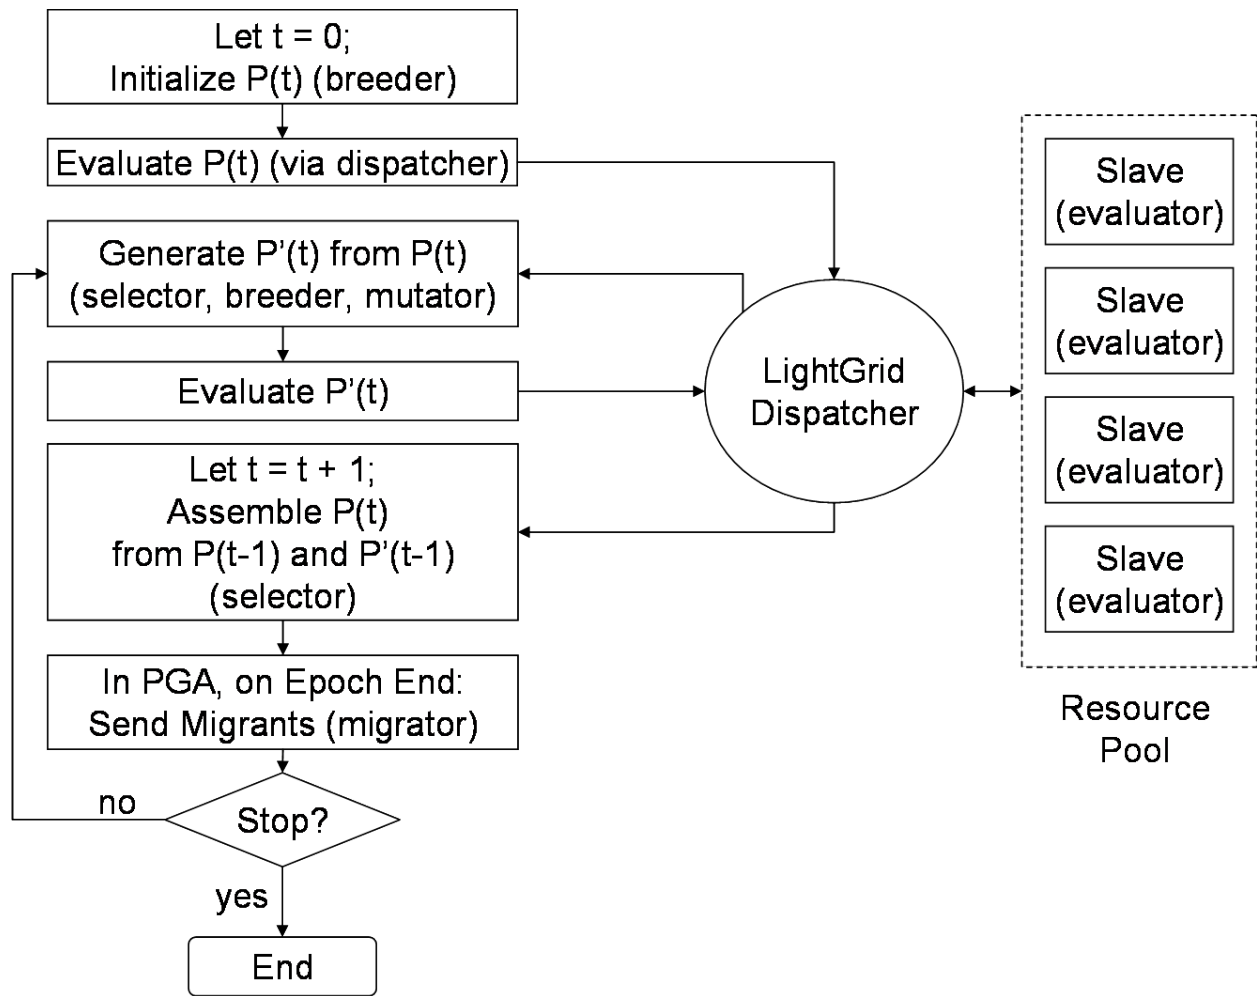 Let t = 0;
Initialize P(t) (breeder)
Evaluate P(t) (via dispatcher)
Generate P’(t) from P(t)
(selector, breeder, mutator)
Evaluate P’(t)
Let t = t + 1;
Assemble P(t)
from P(t-1) and P’(t-1)
(selector)
In PGA, on Epoch End:
Send Migrants (migrator)
no
Stop?
yes
End
LightGrid
Dispatcher
Slave
(evaluator)
Slave
(evaluator)
Slave
(evaluator)
Slave
(evaluator)
Resource
Pool